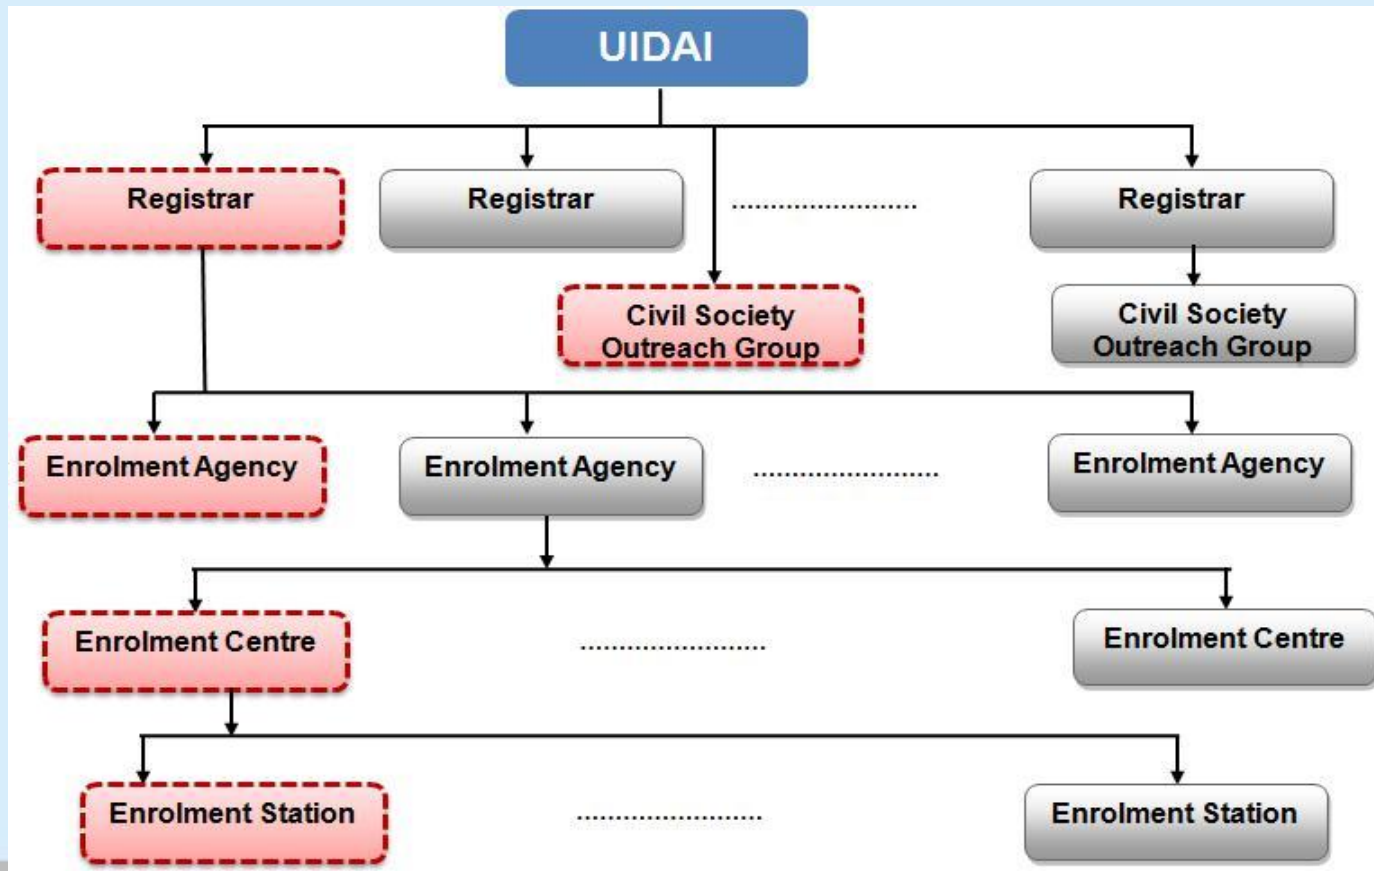 UIDAI
Registrar
Registrar
........................
Registrar
Civil Society
Outreach Group
Civil Society
Outreach Group
Enrolment Agency
Enrolment Agency
........................
Enrolment Agency
Enrolment Centre
........................
Enrolment Centre
Enrolment Station
........................
Enrolment Station